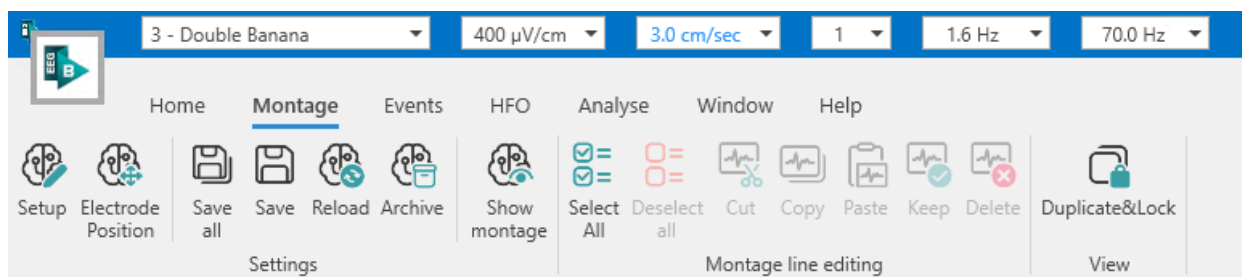 3 - Double Banana 400 µV/cm 3.0 cm/sec 1 1.6 Hz 70.0 Hz
EEG B
Home Montage Events HFO Analyse Window Help
Setup Electrode Position Save all Save Reload Archive Show montage Select All Deselect all Cut Copy Paste Keep Delete Duplicate&Lock
Settings Montage line editing View